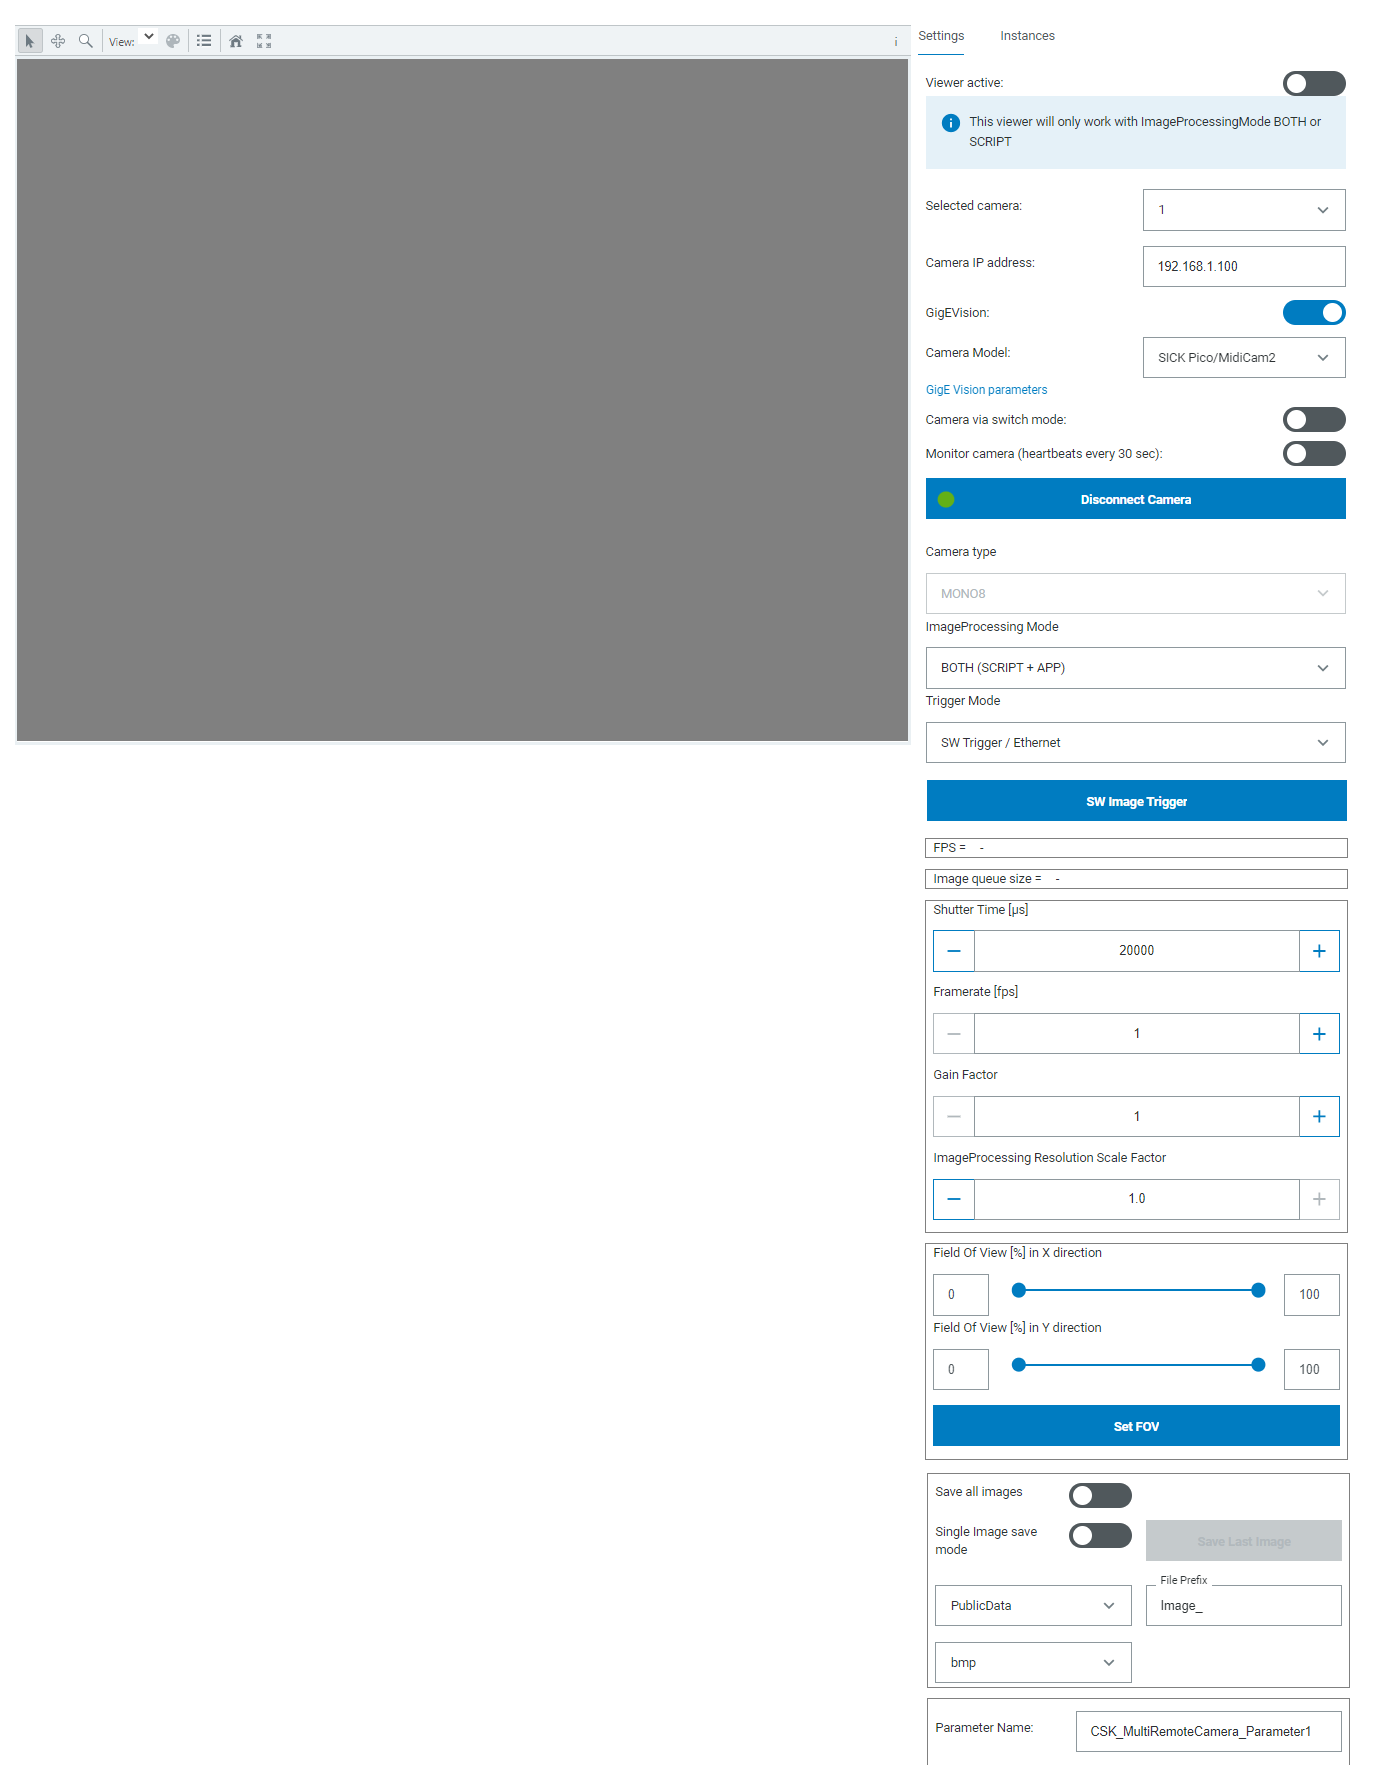 View:
i
Settings
Instances
Viewer active:
This viewer will only work with ImageProcessingMode BOTH or
SCRIPT
Selected camera:
1
Camera IP address:
192.168.1.100
GigEVision:
Camera Model:
SICK Pico/MidiCam2
GigE Vision parameters
Camera via switch mode:
Monitor camera (heartbeats every 30 sec):
Disconnect Camera
Camera type
MONO8
ImageProcessing Mode
BOTH (SCRIPT + APP)
Trigger Mode
SW Trigger / Ethernet
SW Image Trigger
FPS = -
Image queue size = -
Shutter Time [µs]
20000
Framerate [fps]
1
Gain Factor
1
ImageProcessing Resolution Scale Factor
1.0
Field Of View [%] in X direction
0
100
Field Of View [%] in Y direction
0
100
Set FOV
Save all images
Single Image save
mode
Save Last Image
File Prefix
PublicData
Image_
bmp
Parameter Name:
CSK_MultiRemoteCamera_Parameter1